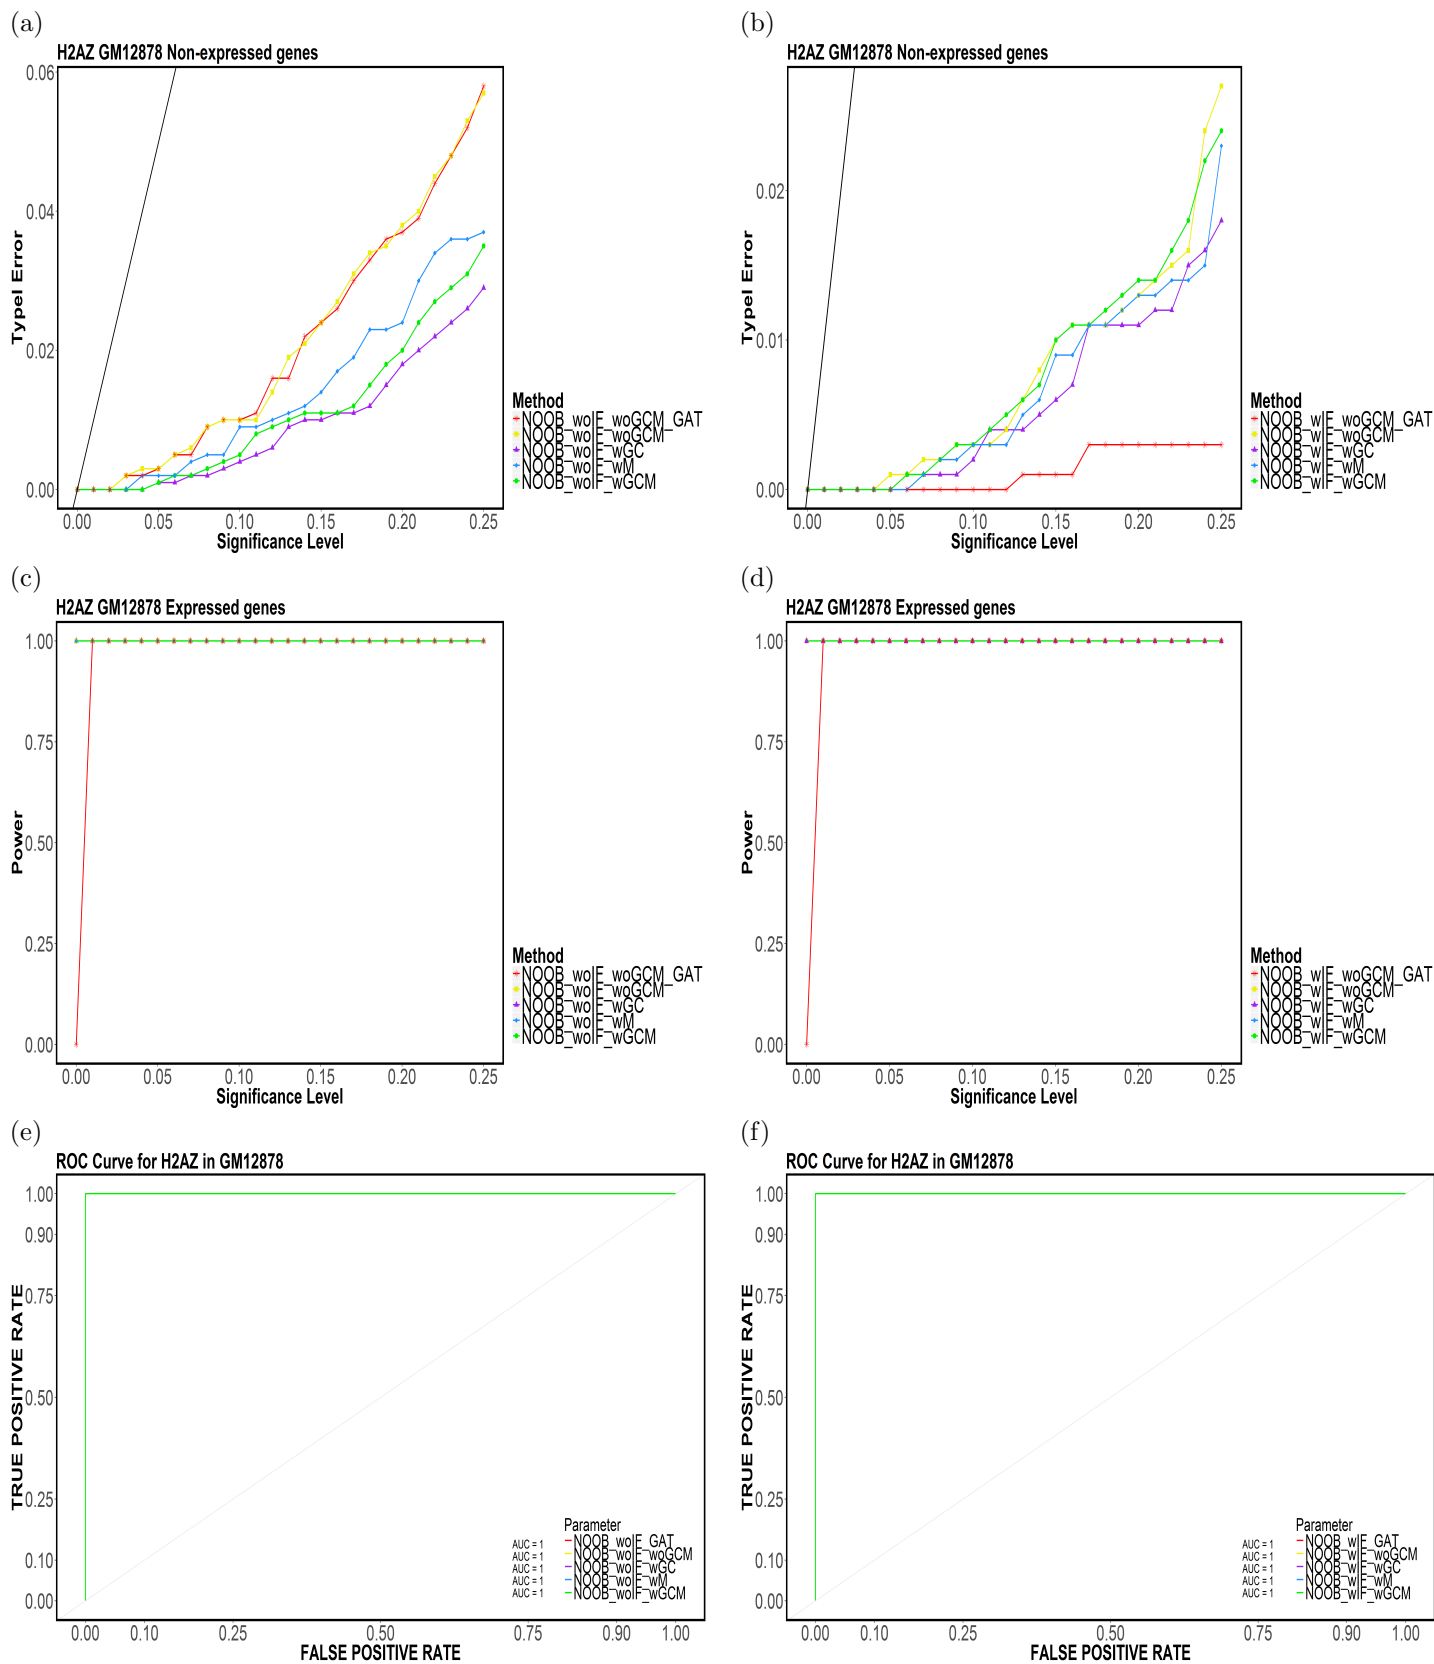 (a)
H2AZ GM12878 Non-expressed genes
0.06
0.04
0.02
0.00
TypeI Error
0.00 0.05 0.10 0.15 0.20 0.25
Significance Level
Method
NOOB_woIF_woGCM_GAT
NOOB_woIF_woGCM
NOOB_woIF_wGC
NOOB_woIF_wM
NOOB_woIF_wGCM
(b)
H2AZ GM12878 Non-expressed genes
0.02
0.01
0.00
TypeI Error
0.00 0.05 0.10 0.15 0.20 0.25
Significance Level
Method
NOOB_wIF_woGCM_GAT
NOOB_wIF_woGCM
NOOB_wIF_wGC
NOOB_wIF_wM
NOOB_wIF_wGCM
(c)
H2AZ GM12878 Expressed genes
1.00
0.75
0.50
0.25
0.00
Power
0.00 0.05 0.10 0.15 0.20 0.25
Significance Level
Method
NOOB_woIF_woGCM_GAT
NOOB_woIF_woGCM
NOOB_woIF_wGC
NOOB_woIF_wM
NOOB_woIF_wGCM
(d)
H2AZ GM12878 Expressed genes
1.00
0.75
0.50
0.25
0.00
Power
0.00 0.05 0.10 0.15 0.20 0.25
Significance Level
Method
NOOB_wIF_woGCM_GAT
NOOB_wIF_woGCM
NOOB_wIF_wGC
NOOB_wIF_wM
NOOB_wIF_wGCM
(e)
ROC Curve for H2AZ in GM12878
1.00
0.90
0.75
0.50
0.25
0.10
0.00
TRUE POSITIVE RATE
Parameter
AUC = 1 NOOB_woIF_GAT
AUC = 1 NOOB_woIF_woGCM
AUC = 1 NOOB_woIF_wGC
AUC = 1 NOOB_woIF_wM
AUC = 1 NOOB_woIF_wGCM
0.00 0.10 0.25 0.50 0.75 0.90 1.00
FALSE POSITIVE RATE
(f)
ROC Curve for H2AZ in GM12878
1.00
0.90
0.75
0.50
0.25
0.10
0.00
TRUE POSITIVE RATE
Parameter
AUC = 1 NOOB_wIF_GAT
AUC = 1 NOOB_wIF_woGCM
AUC = 1 NOOB_wIF_wGC
AUC = 1 NOOB_wIF_wM
AUC = 1 NOOB_wIF_wGCM
0.00 0.10 0.25 0.50 0.75 0.90 1.00
FALSE POSITIVE RATE